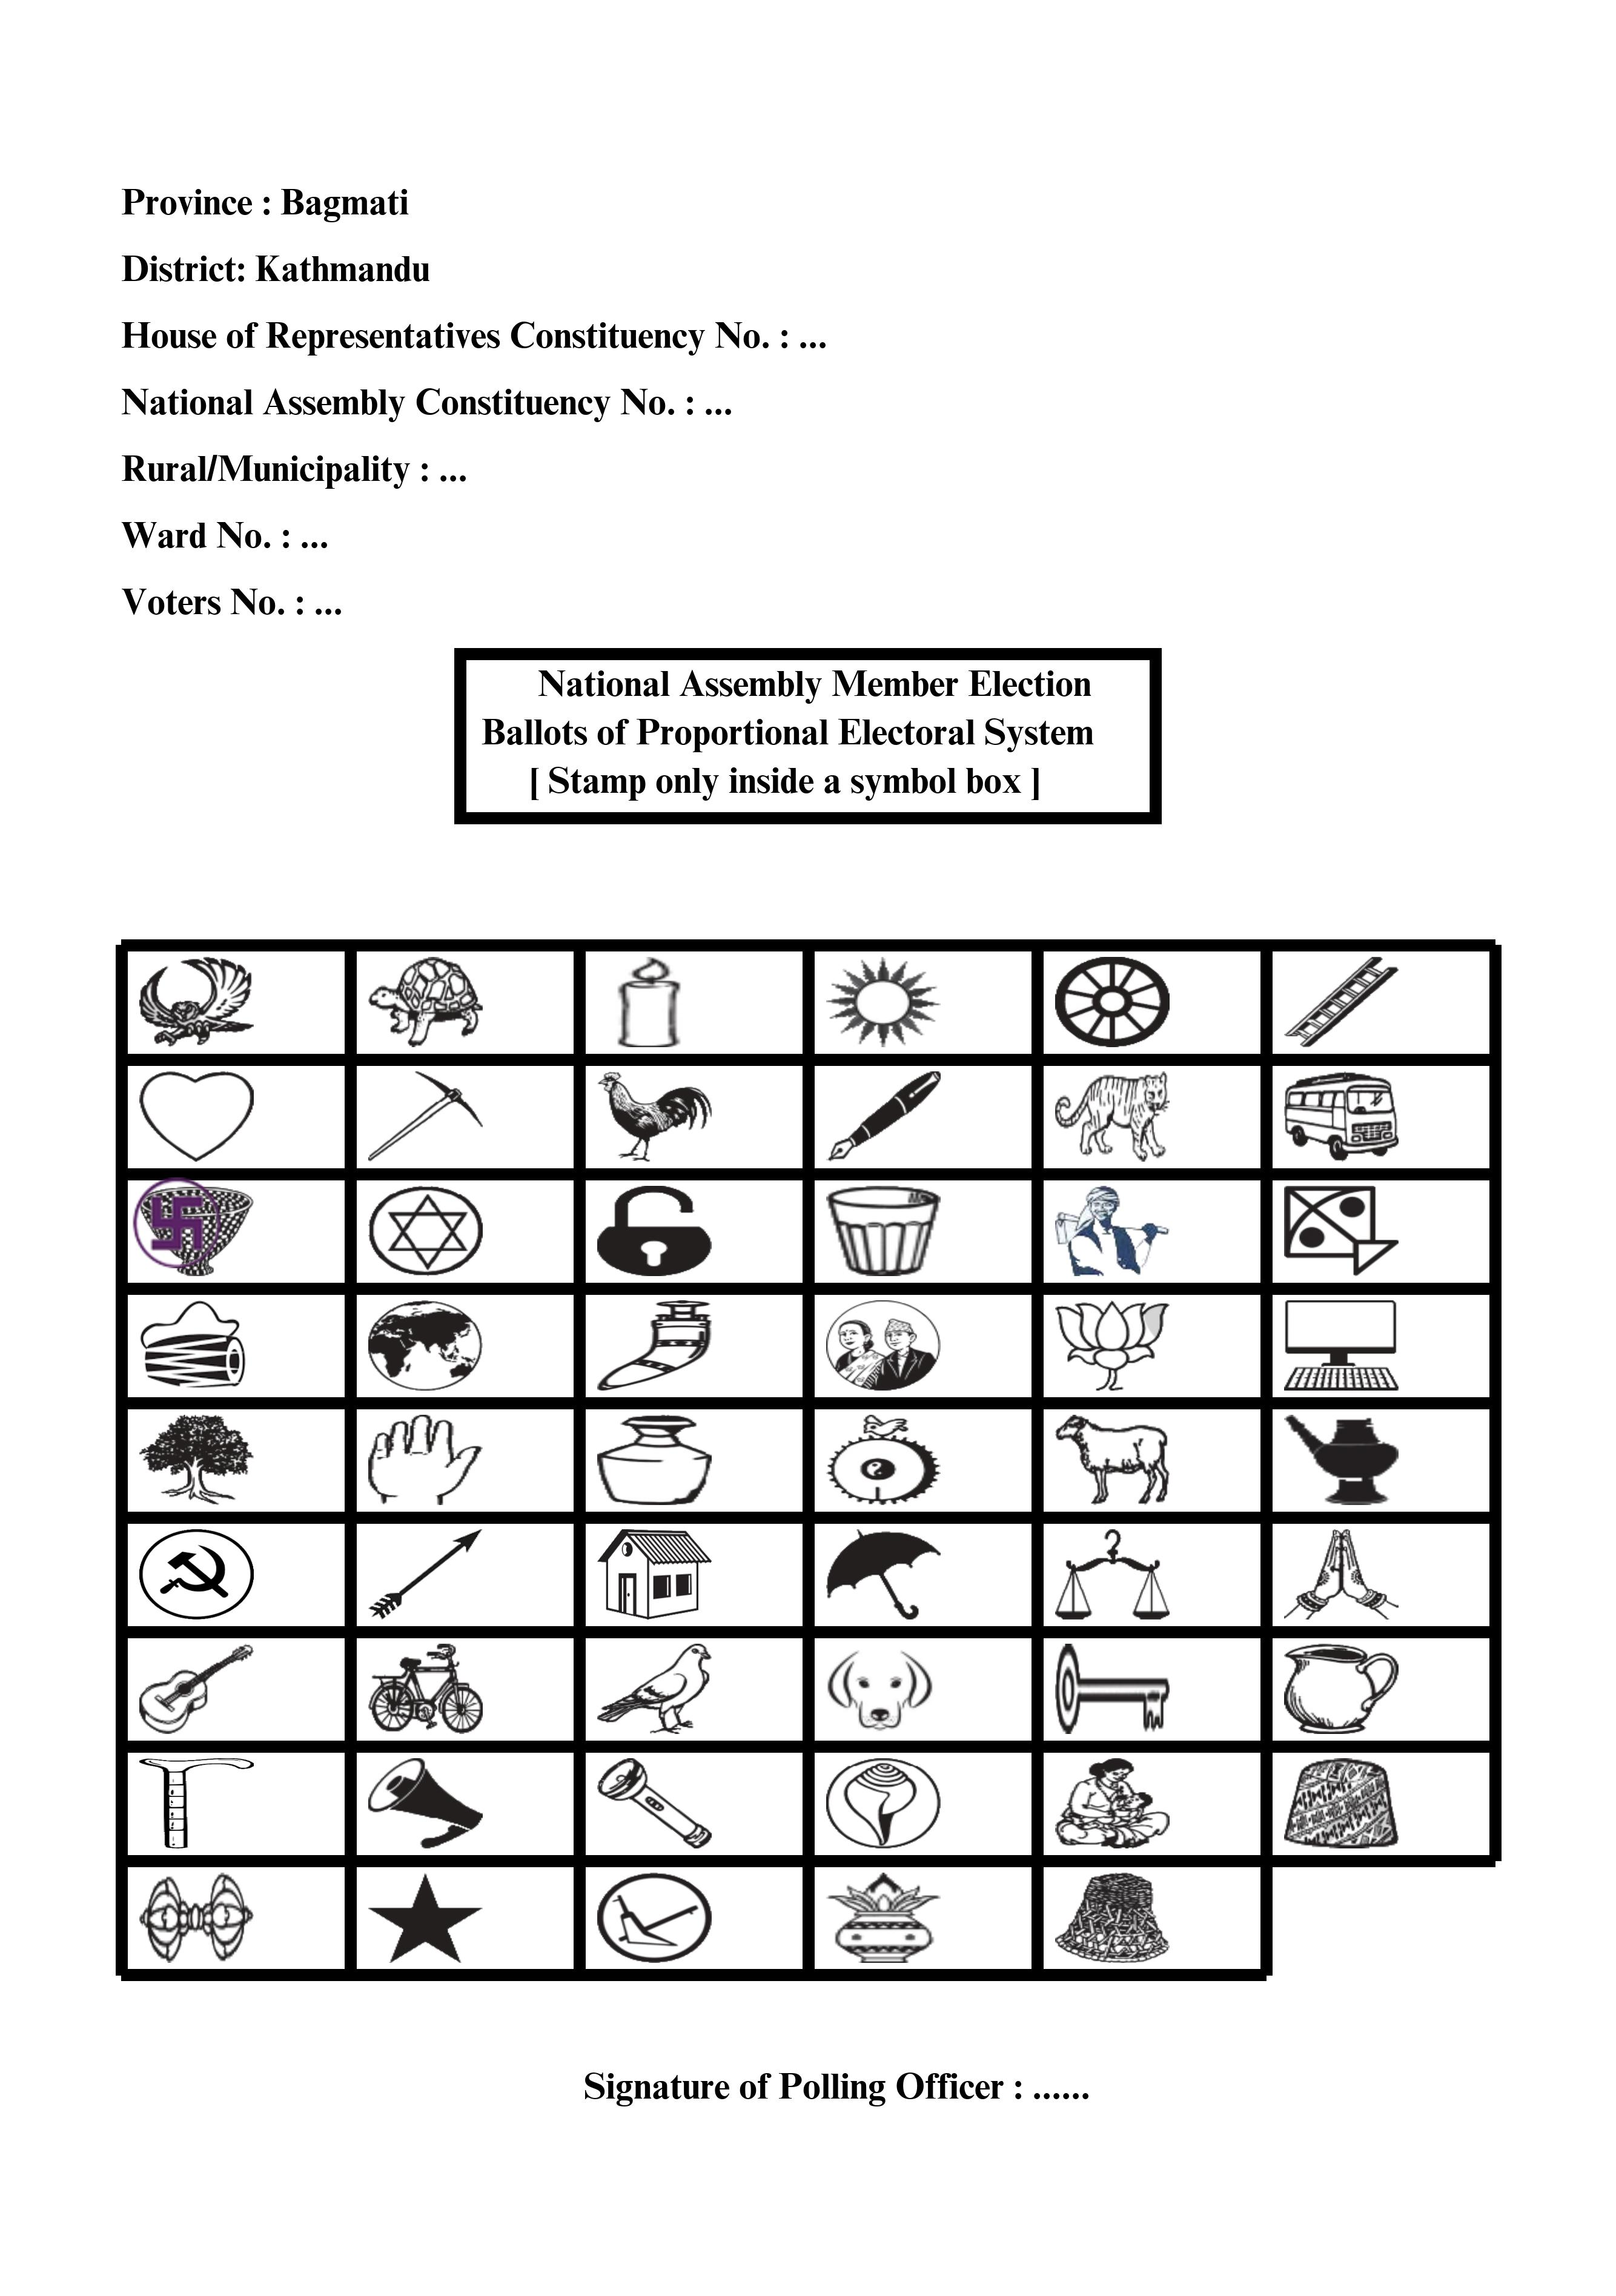 Province : Bagmati
District: Kathmandu
House of Representatives Constituency No. : ...
National Assembly Constituency No. : ...
Rural/Municipality : ...
Ward No. : ...
Voters No. : ...
National Assembly Member Election
Ballots of Proportional Electoral System
[ Stamp only inside a symbol box ]
Signature of Polling Officer : ......